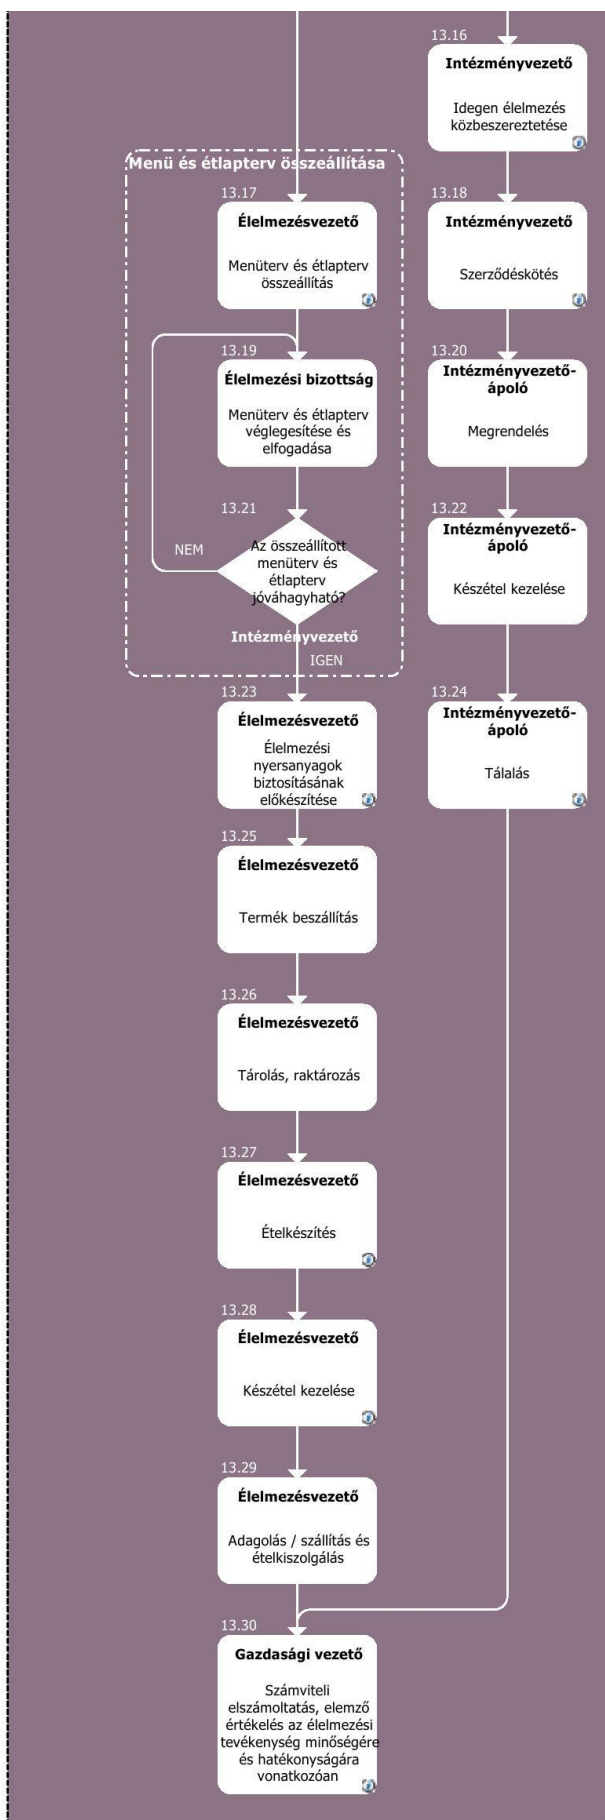 13.16
Intézményvezető
Idegen élelmezés
közbeszereztetése
Menü és étlapterv összeállítása
13.17
Élelmezésvezető
Menüterv és étlapterv
összeállítás
13.18
Intézményvezető
Szerződéskötés
13.19
Élelmezési bizottság
Menüterv és étlapterv
véglegesítése és
elfogadása
13.20
Intézményvezető-
ápoló
Megrendelés
13.21
NEM
Az összeállított
menüterv és
étlapterv
jóváhagyható?
Intézményvezető
IGEN
13.22
Intézményvezető-
ápoló
Készétel kezelése
13.23
Élelmezésvezető
Élelmezési
nyersanyagok
biztosításának
előkészítése
13.24
Intézményvezető-
ápoló
Tálalás
13.25
Élelmezésvezető
Termék beszállítás
13.26
Élelmezésvezető
Tárolás, raktározás
13.27
Élelmezésvezető
Ételkészítés
13.28
Élelmezésvezető
Készétel kezelése
13.29
Élelmezésvezető
Adagolás / szállítás és
ételkiszolgálás
13.30
Gazdasági vezető
Számviteli
elszámoltatás, elemző
értékelés az élelmezési
tevékenység minőségére
és hatékonyságára
vonatkozóan